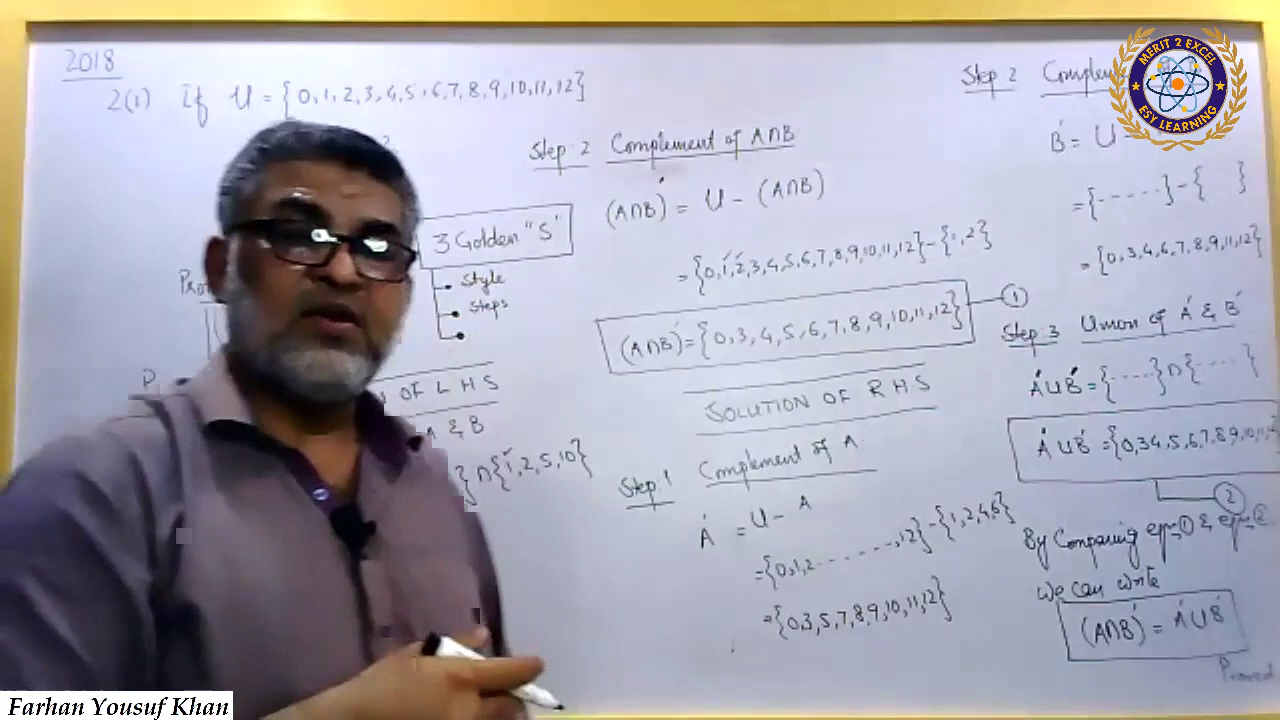 2018
2(1) if U = {0,1,2,3,4,5,6,7,8,9,10,11,12}
3 Golden "S"
Style
Steps
OF LHS
A & B
} ∩ {1,2,5,10}
Step: 2 Complement of A∩B
(A∩B)' = U - (A∩B)
= {0,1,2,3,4,5,6,7,8,9,10,11,12} - {1,2}
(A∩B)' = {0,3,4,5,6,7,8,9,10,11,12} 1
SOLUTION OF RHS
Step: 1 Complement of A
A' = U - A
= {0,1,2.......,12} - {1,2,4,6}
= {0,3,5,7,8,9,10,11,12}
Step 2
B' = U -
= {-----} - { }
= {0,3,4,6,7,8,9,11,12}
Step: 3 Union of A' & B'
A'∪B' = {-----} ∩ {----}
A'∪B' = {0,3 4,5,6,7,8 9,10,11,12
2
By Comparing eqn 1 & eqn 2
We can write
(A∩B)' = A'∪B'
Proved
MERIT 2 EXCEL
ESY LEARNING
Farhan Yousuf Khan